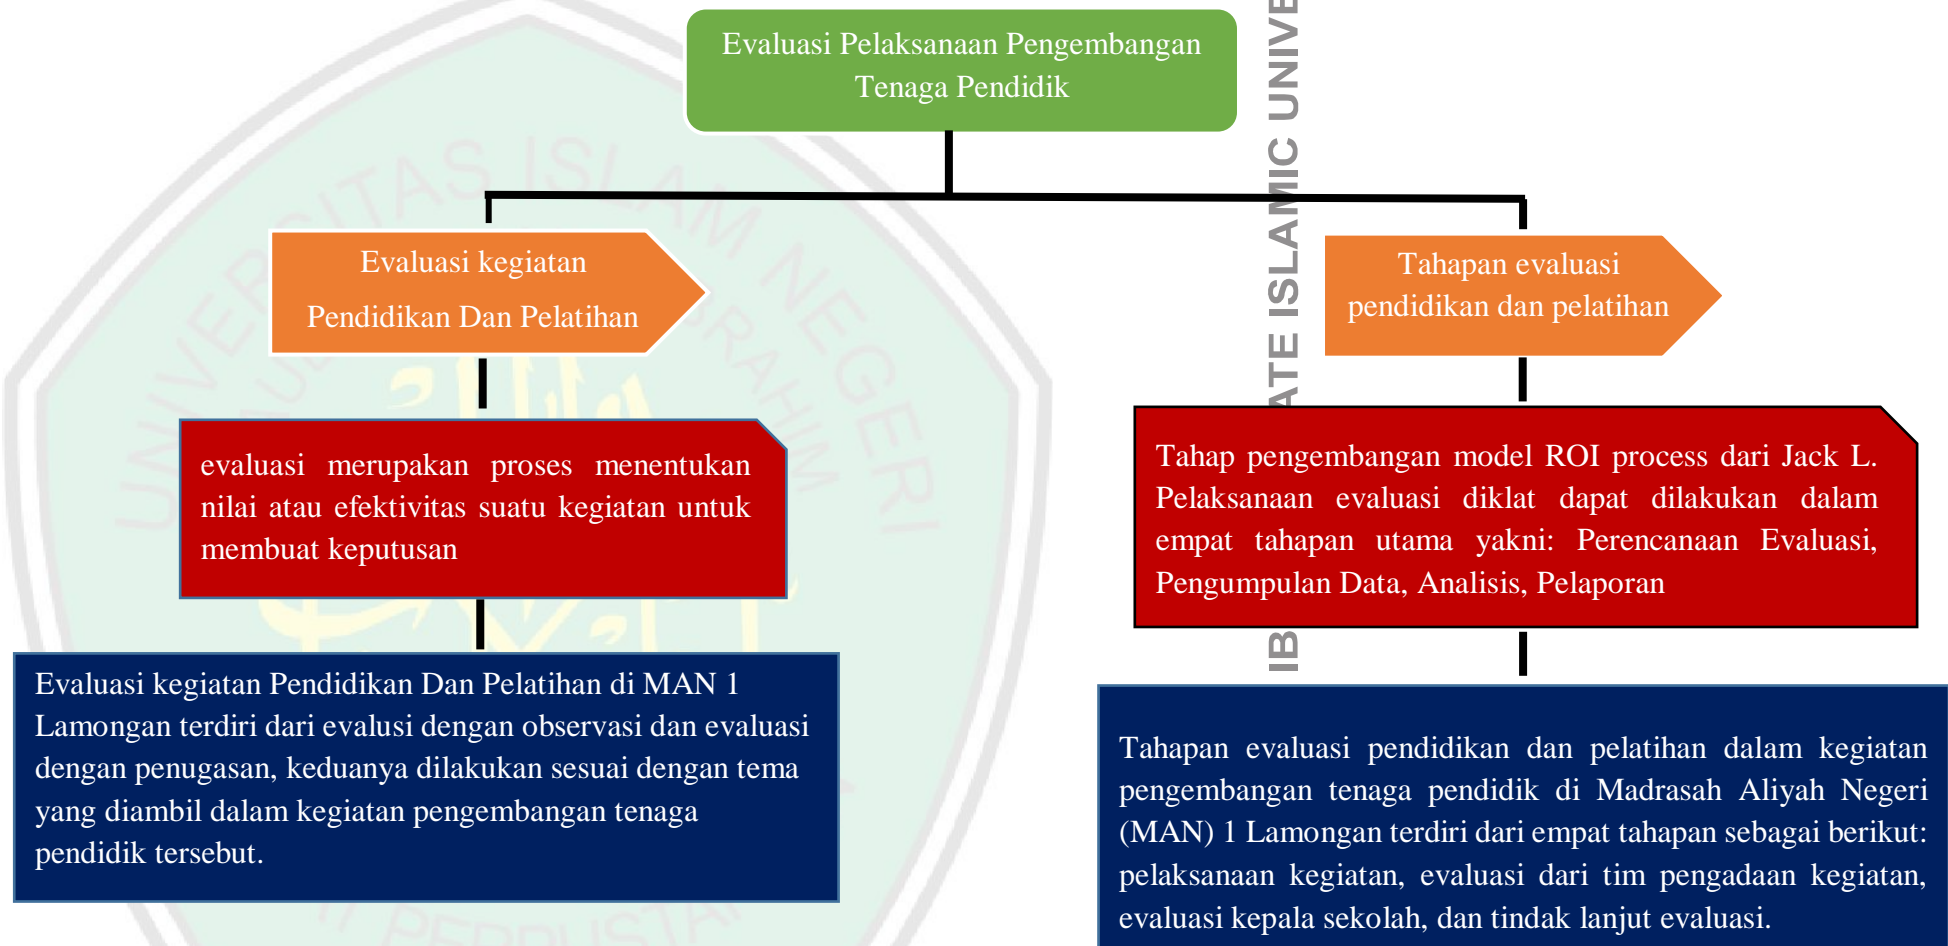 Evaluasi Pelaksanaan Pengembangan
Tenaga Pendidik
Evaluasi kegiatan
Pendidikan Dan Pelatihan
evaluasi merupakan proses menentukan
nilai atau efektivitas suatu kegiatan untuk
membuat keputusan
Evaluasi kegiatan Pendidikan Dan Pelatihan di MAN 1
Lamongan terdiri dari evalusi dengan observasi dan evaluasi
dengan penugasan, keduanya dilakukan sesuai dengan tema
yang diambil dalam kegiatan pengembangan tenaga
pendidik tersebut.
Tahapan evaluasi
pendidikan dan pelatihan
Tahap pengembangan model ROI process dari Jack L.
Pelaksanaan evaluasi diklat dapat dilakukan dalam
empat tahapan utama yakni: Perencanaan Evaluasi,
Pengumpulan Data, Analisis, Pelaporan
Tahapan evaluasi pendidikan dan pelatihan dalam kegiatan
pengembangan tenaga pendidik di Madrasah Aliyah Negeri
(MAN) 1 Lamongan terdiri dari empat tahapan sebagai berikut:
pelaksanaan kegiatan, evaluasi dari tim pengadaan kegiatan,
evaluasi kepala sekolah, dan tindak lanjut evaluasi.
UNIVERSITAS ISLAM NEGERI
ISLAMIC